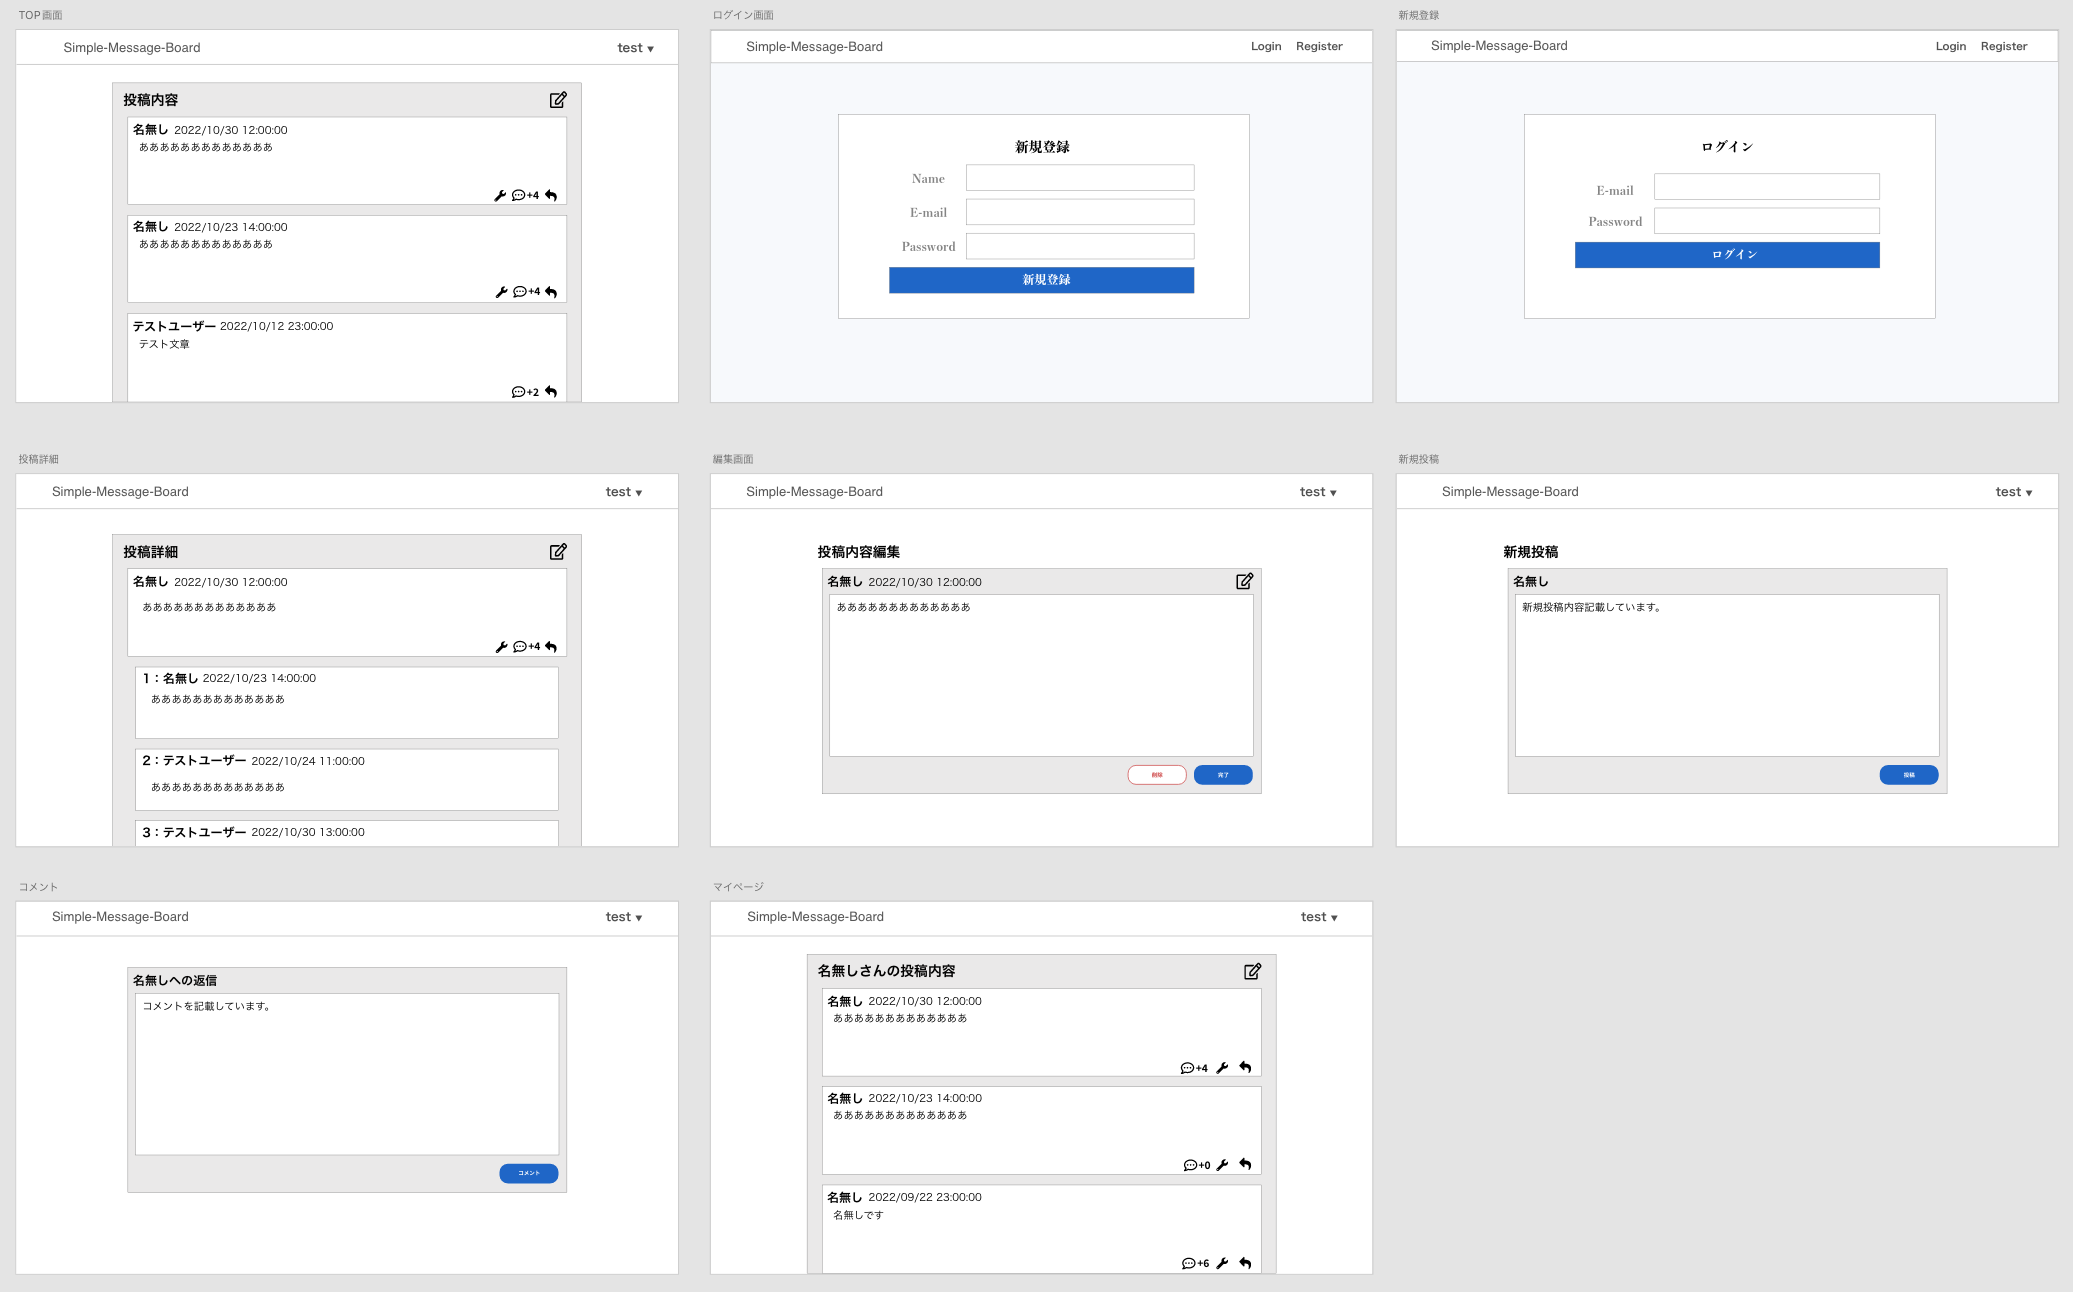 TOP画面
Simple-Message-Board
test ▼
投稿内容
名無し 2022/10/30 12:00:00
あああああああああああああ
+4
名無し 2022/10/23 14:00:00
あああああああああああああ
+4
テストユーザー 2022/10/12 23:00:00
テスト文章
+2
ログイン画面
Simple-Message-Board
Login Register
新規登録
Name
E-mail
Password
新規登録
新規登録
Simple-Message-Board
Login Register
ログイン
E-mail
Password
ログイン
投稿詳細
Simple-Message-Board
test ▼
投稿詳細
名無し 2022/10/30 12:00:00
あああああああああああああ
+4
1：名無し 2022/10/23 14:00:00
あああああああああああああ
2：テストユーザー 2022/10/24 11:00:00
あああああああああああああ
3：テストユーザー 2022/10/30 13:00:00
編集画面
Simple-Message-Board
test ▼
投稿内容編集
名無し 2022/10/30 12:00:00
あああああああああああああ
削除 完了
新規投稿
Simple-Message-Board
test ▼
新規投稿
名無し
新規投稿内容記載しています。
投稿
コメント
Simple-Message-Board
test ▼
名無しへの返信
コメントを記載しています。
コメント
マイページ
Simple-Message-Board
test ▼
名無しさんの投稿内容
名無し 2022/10/30 12:00:00
あああああああああああああ
+4
名無し 2022/10/23 14:00:00
あああああああああああああ
+0
名無し 2022/09/22 23:00:00
名無しです
+6